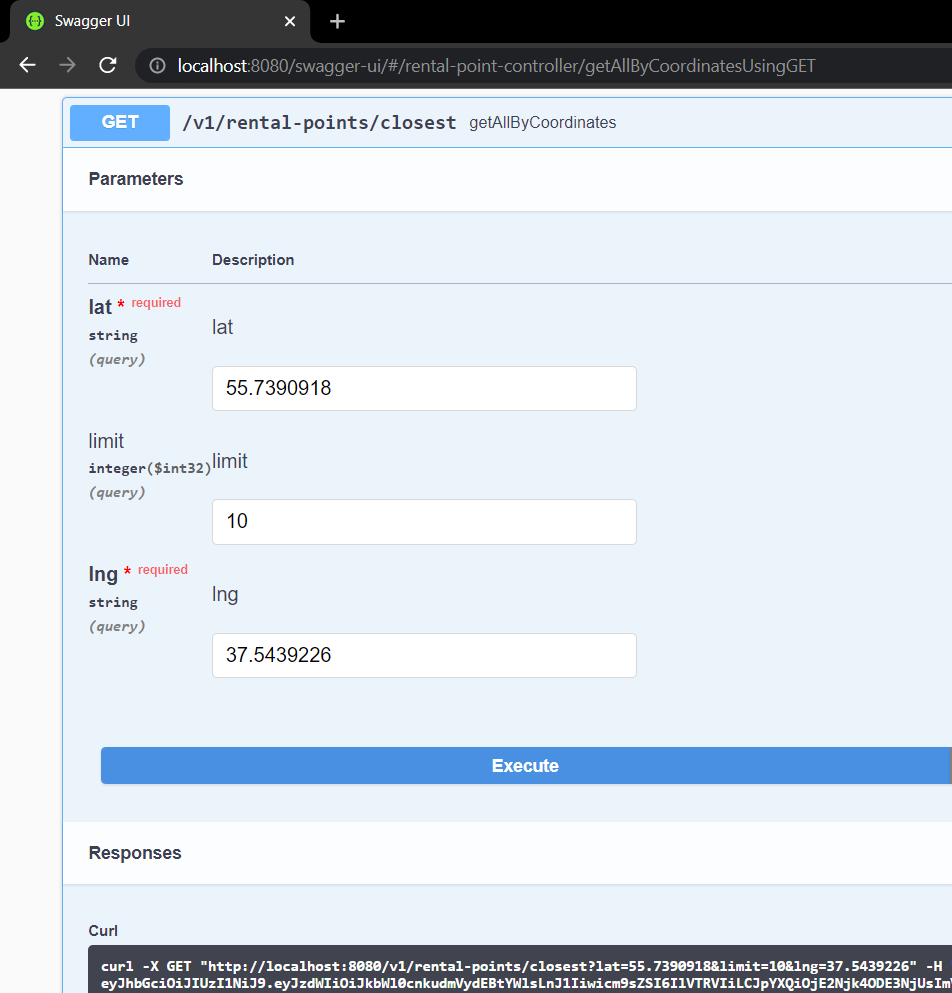 Swagger UI
localhost:8080/swagger-ui/#/rental-point-controller/getAllByCoordinatesUsingGET
GET /v1/rental-points/closest getAllByCoordinates
Parameters
Name Description
lat * required
string
(query)
lat
55.7390918
limit
integer($int32)
(query)
limit
10
lng * required
string
(query)
lng
37.5439226
Execute
Responses
Curl
curl -X GET "http://localhost:8080/v1/rental-points/closest?lat=55.7390918&limit=10&lng=37.5439226" -H